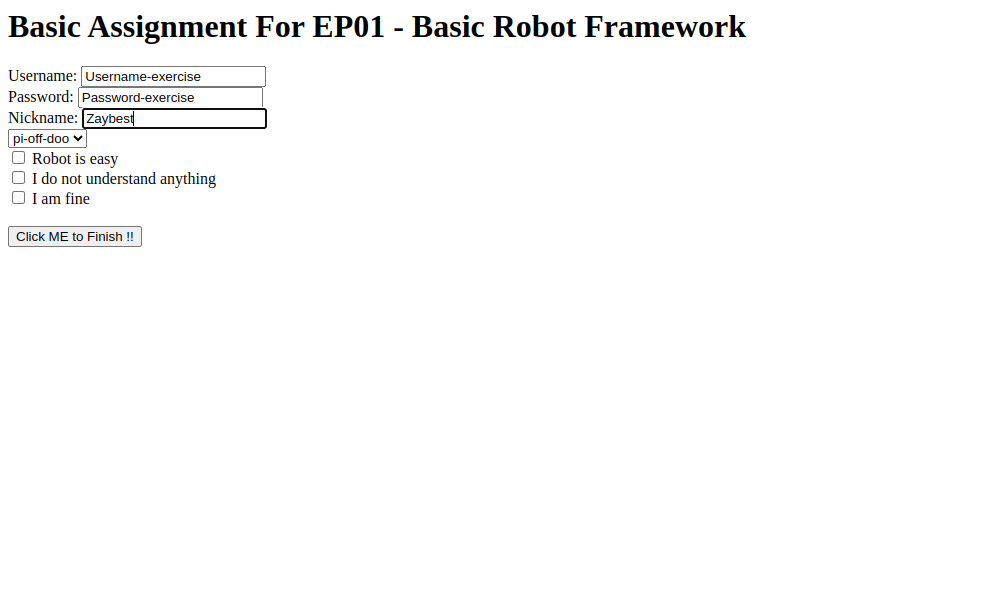 Basic Assignment For EP01 - Basic Robot Framework
Username: Username-exercise
Password: Password-exercise
Nickname: Zaybest
pi-off-doo
Robot is easy
I do not understand anything
I am fine
Click ME to Finish !!